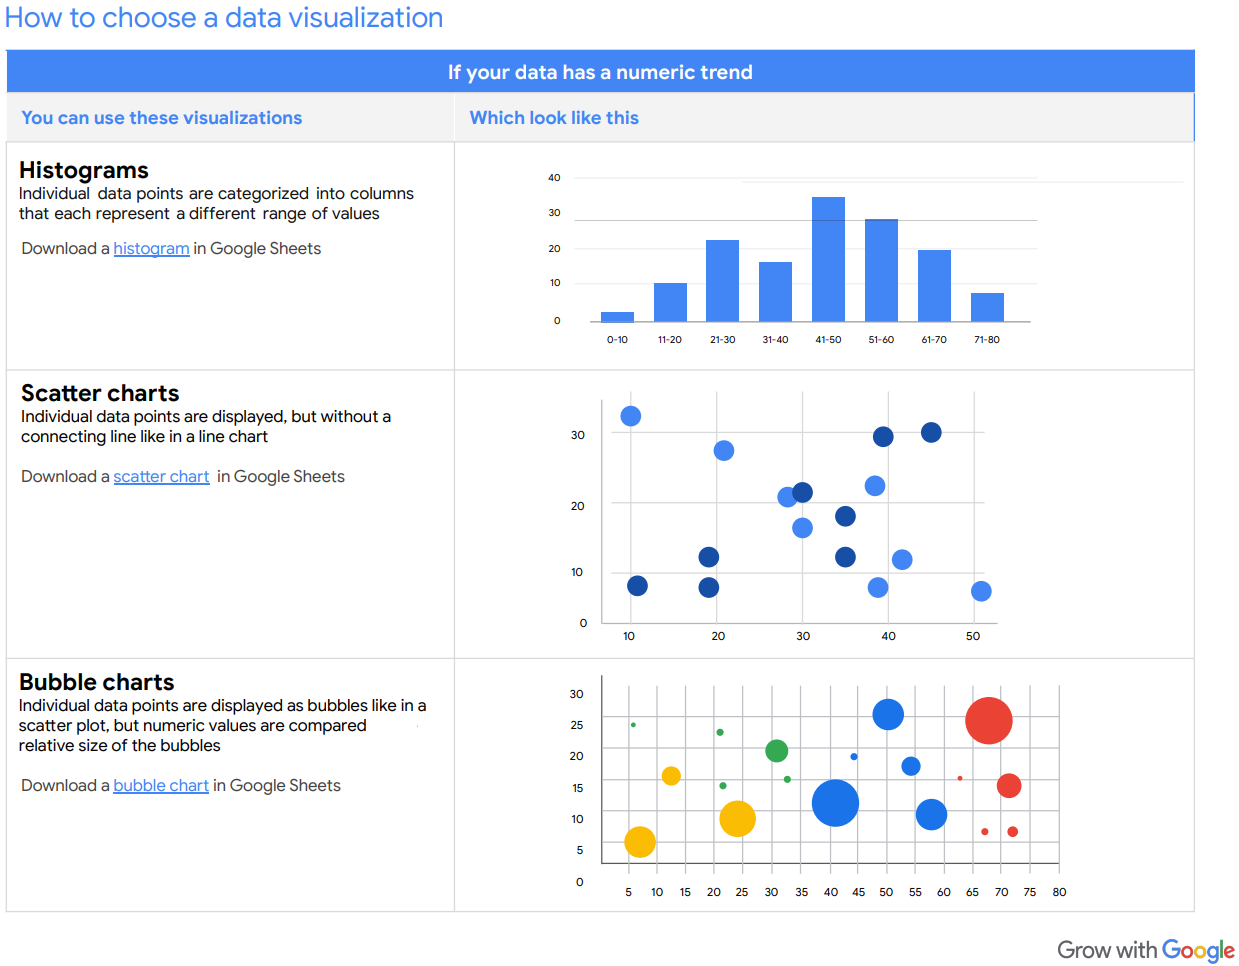 How to choose a data visualization
If your data has a numeric trend
You can use these visualizations
Which look like this
Histograms
Individual data points are categorized into columns
that each represent a different range of values
Download a histogram in Google Sheets
40
30
20
10
0
0-10 11-20 21-30 31-40 41-50 51-60 61-70 71-80
Scatter charts
Individual data points are displayed, but without a
connecting line like in a line chart
Download a scatter chart in Google Sheets
30
20
10
0
10 20 30 40 50
Bubble charts
Individual data points are displayed as bubbles like in a
scatter plot, but numeric values are compared
relative size of the bubbles
Download a bubble chart in Google Sheets
30
25
20
15
10
5
0
5 10 15 20 25 30 35 40 45 50 55 60 65 70 75 80
Grow with Google